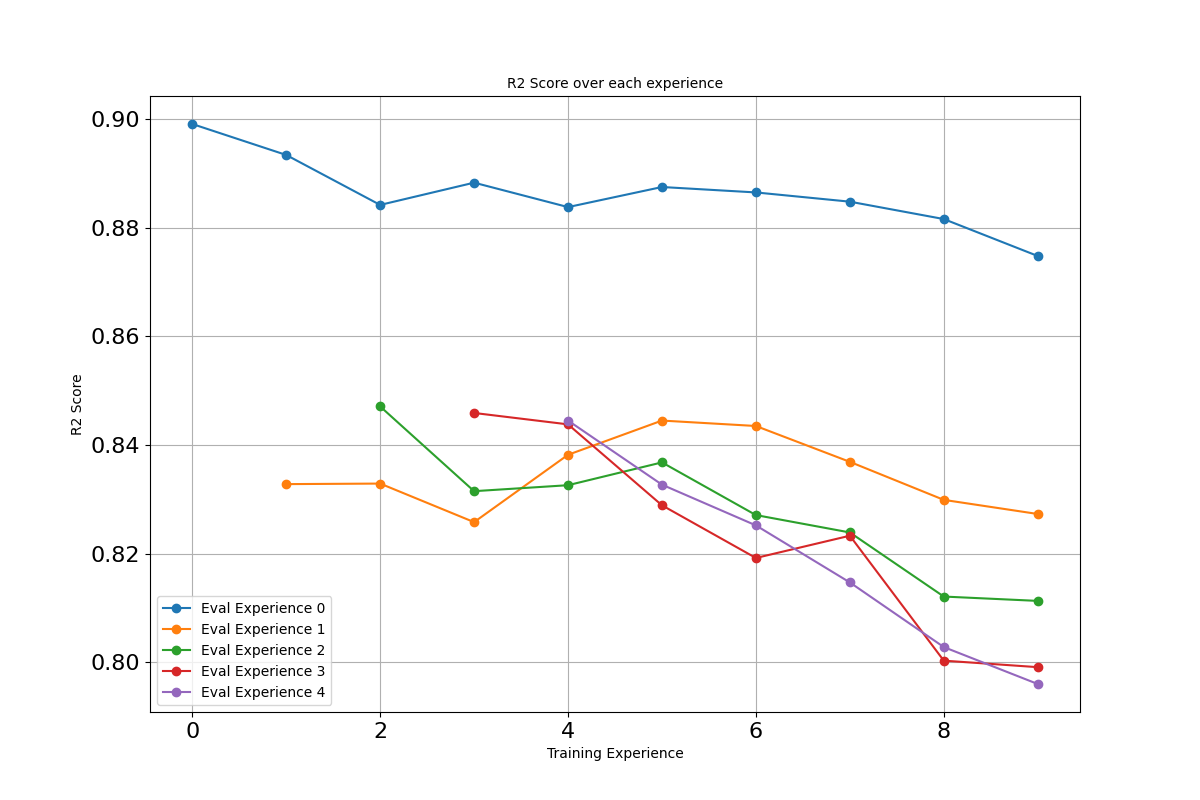 R2 Score over each experience
0.90
0.88
0.86
0.84
0.82
0.80
R2 Score
Eval Experience 0
Eval Experience 1
Eval Experience 2
Eval Experience 3
Eval Experience 4
0 2 4 6 8
Training Experience